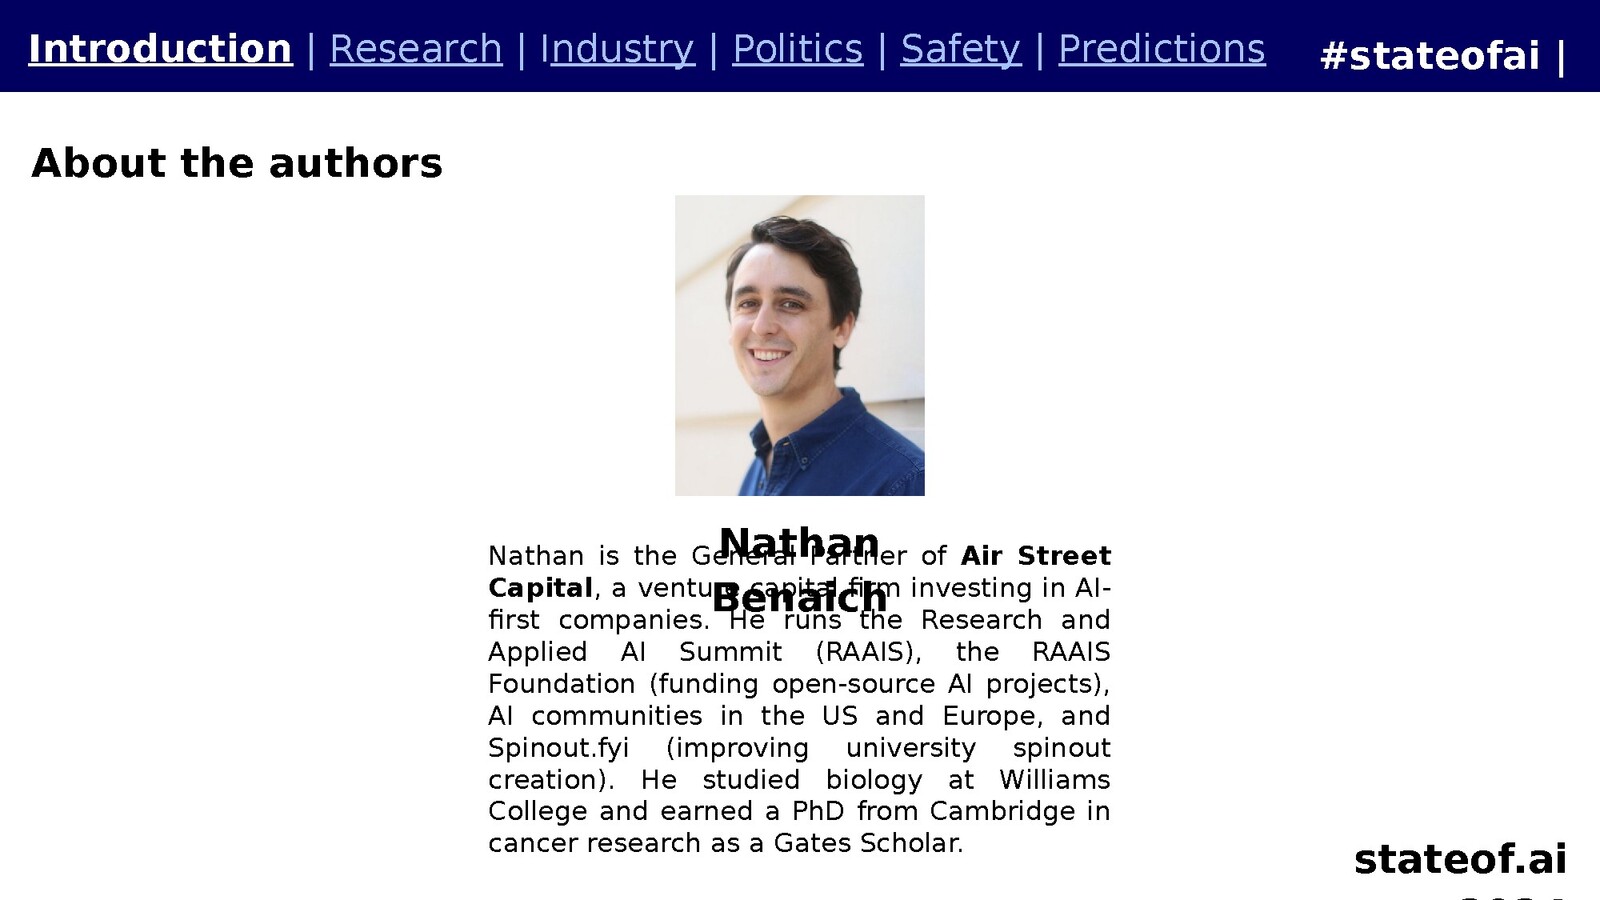 Introduction | Research | Industry | Politics | Safety | Predictions
#stateofai |
About the authors
Nathan
Benaich
Nathan is the General Partner of Air Street
Capital, a venture capital firm investing in AI-
first companies. He runs the Research and
Applied AI Summit (RAAIS), the RAAIS
Foundation (funding open-source AI projects),
AI communities in the US and Europe, and
Spinout.fyi (improving university spinout
creation). He studied biology at Williams
College and earned a PhD from Cambridge in
cancer research as a Gates Scholar.
stateof.ai